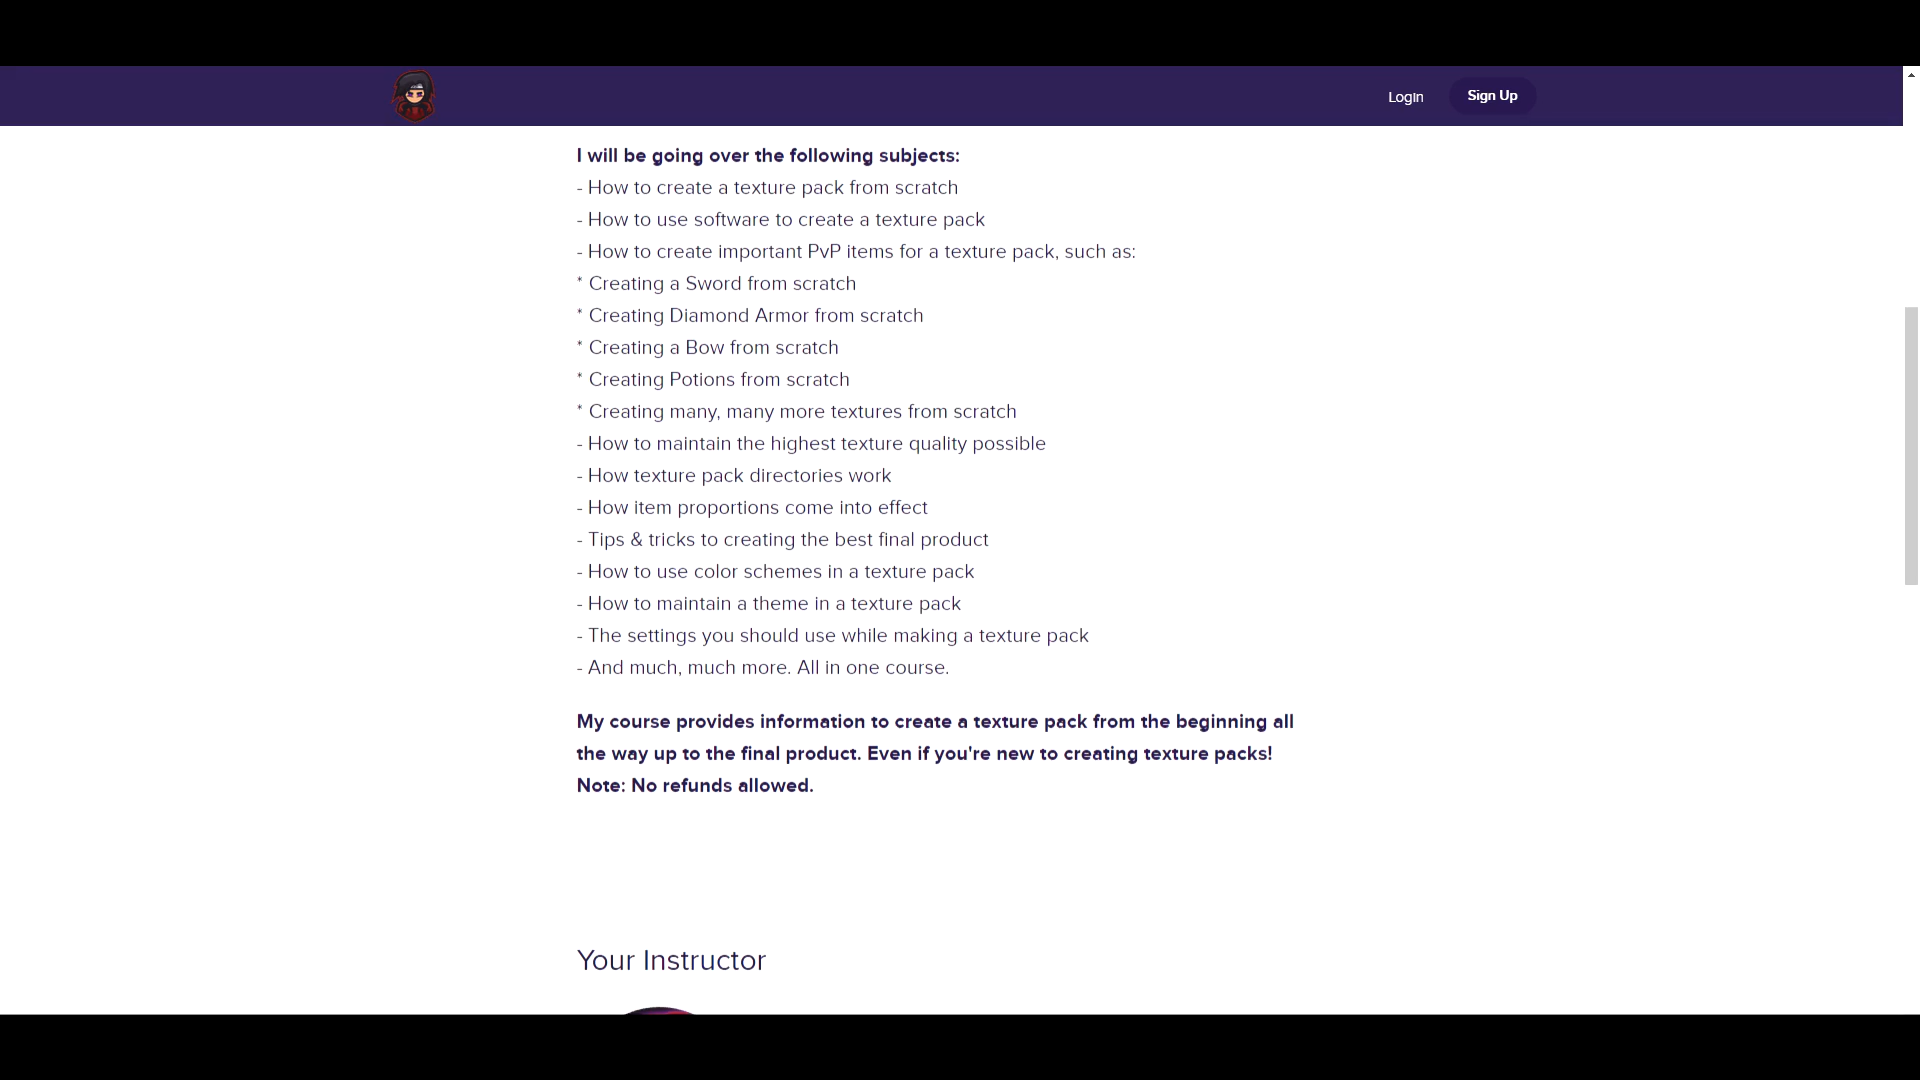 Login
Sign Up
I will be going over the following subjects:
- How to create a texture pack from scratch
- How to use software to create a texture pack
- How to create important PvP items for a texture pack, such as:
* Creating a Sword from scratch
* Creating Diamond Armor from scratch
* Creating a Bow from scratch
* Creating Potions from scratch
* Creating many, many more textures from scratch
- How to maintain the highest texture quality possible
- How texture pack directories work
- How item proportions come into effect
- Tips & tricks to creating the best final product
- How to use color schemes in a texture pack
- How to maintain a theme in a texture pack
- The settings you should use while making a texture pack
- And much, much more. All in one course.
My course provides information to create a texture pack from the beginning all
the way up to the final product. Even if you're new to creating texture packs!
Note: No refunds allowed.
Your Instructor